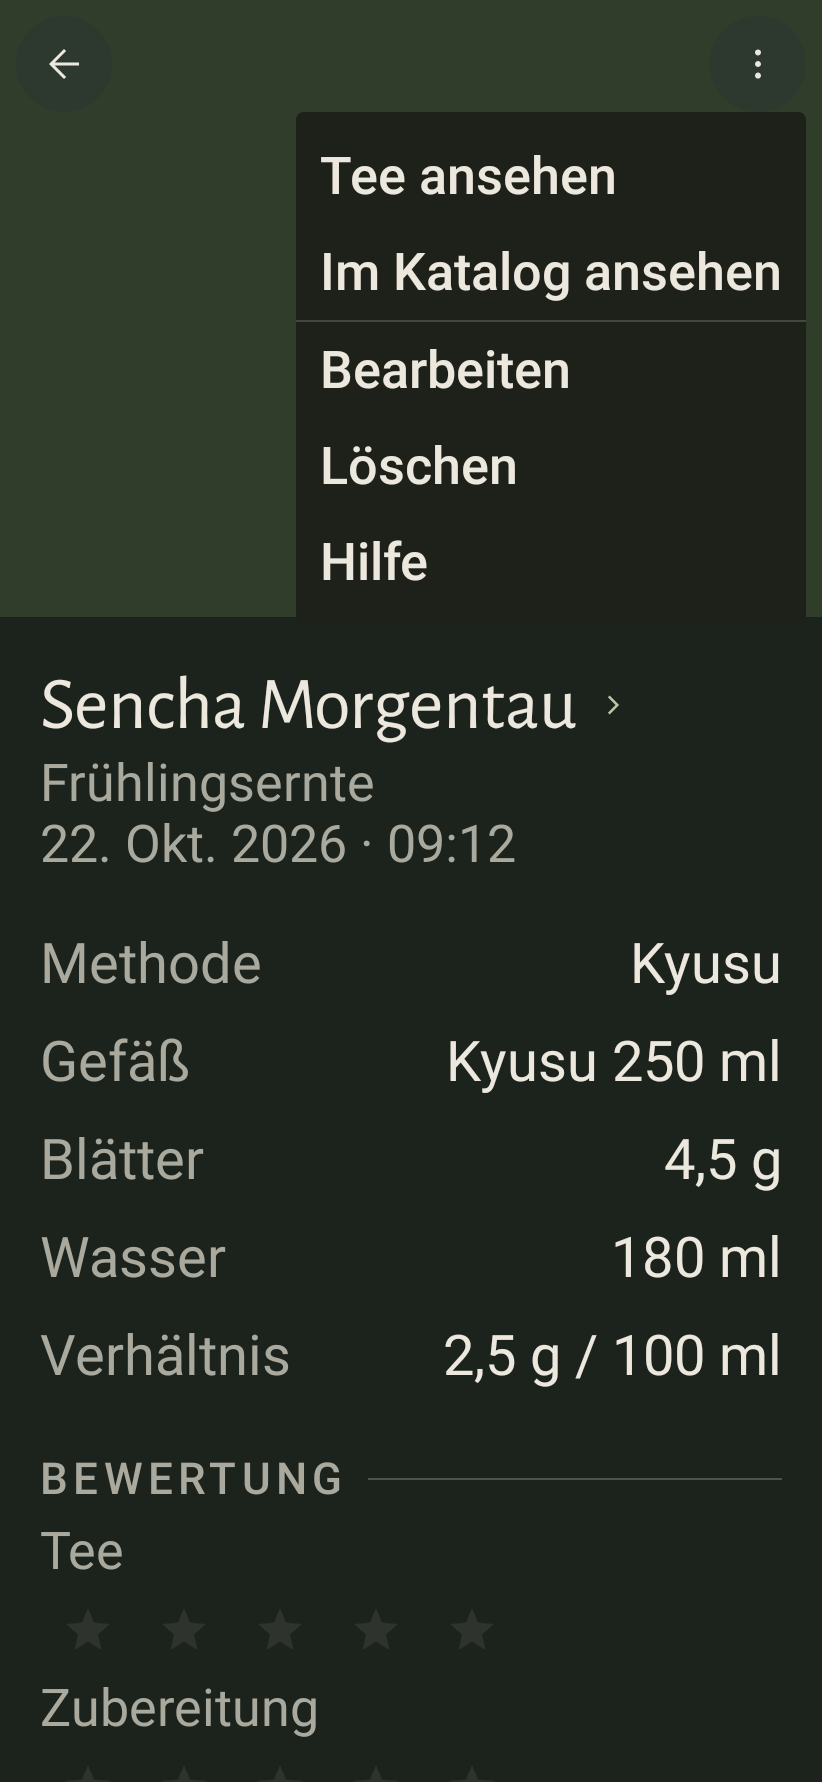 Tee ansehen
Im Katalog ansehen
Bearbeiten
Löschen
Hilfe
Sencha Morgentau
Frühlingsernte
22. Okt. 2026 · 09:12
Methode Kyusu
Gefäß Kyusu 250 ml
Blätter 4,5 g
Wasser 180 ml
Verhältnis 2,5 g / 100 ml
BEWERTUNG
Tee
Zubereitung